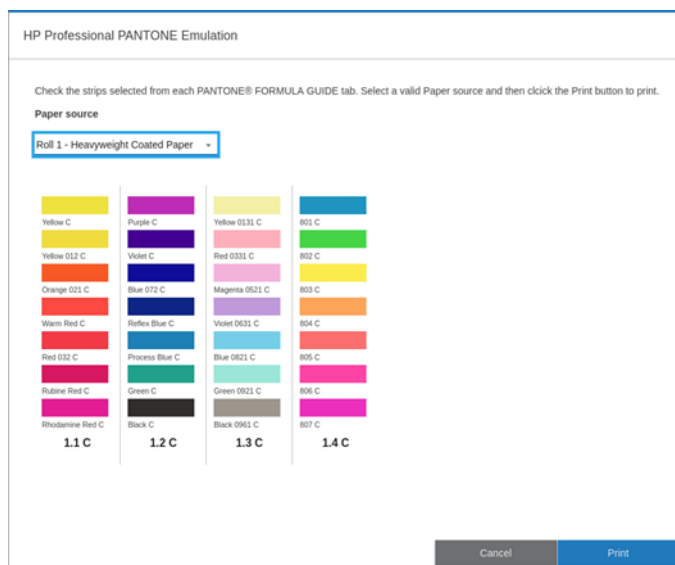 HP Professional PANTONE Emulation
Check the strips selected from each PANTONE® FORMULA GUIDE tab. Select a valid Paper source and then clcick the Print button to print.
Paper source
Roll 1 - Heavyweight Coated Paper
Yellow C
Purple C
Yellow 0131 C
801 C
Yellow 012 C
Violet C
Red 0331 C
802 C
Orange 021 C
Blue 072 C
Magenta 0521 C
803 C
Warm Red C
Reflex Blue C
Violet 0631 C
804 C
Red 032 C
Process Blue C
Blue 0821 C
805 C
Rubine Red C
Green C
Green 0921 C
806 C
Rhodamine Red C
Black C
Black 0961 C
807 C
1.1 C
1.2 C
1.3 C
1.4 C
Cancel
Print